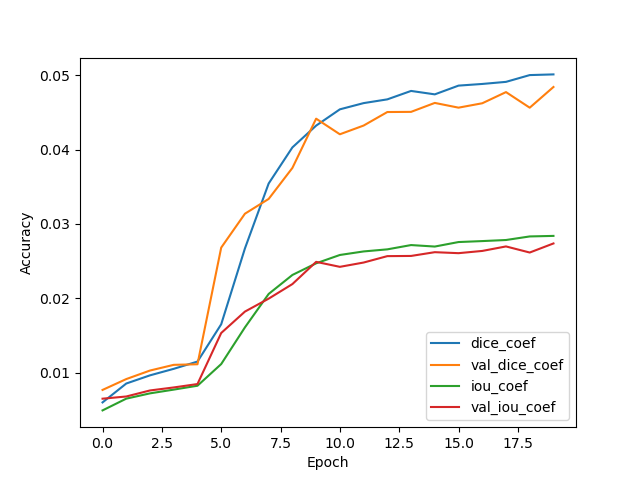 0.05
0.04
0.03
0.02
0.01
Accuracy
0.0 2.5 5.0 7.5 10.0 12.5 15.0 17.5
Epoch
dice_coef
val_dice_coef
iou_coef
val_iou_coef